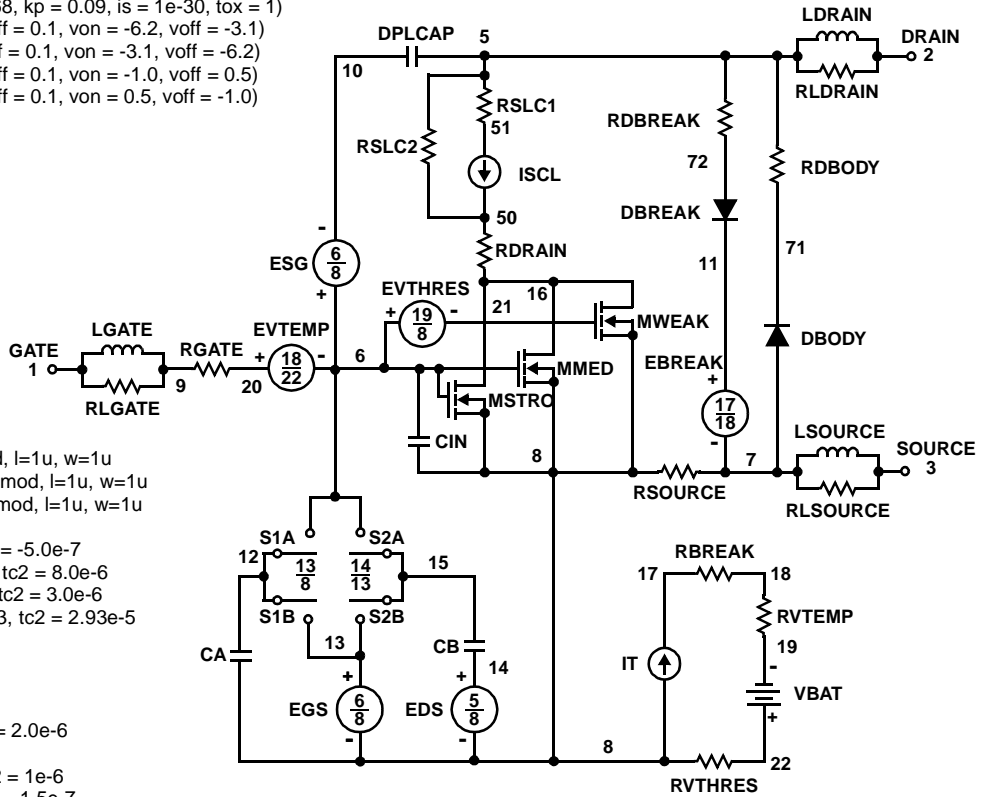 68, kp = 0.09, is = 1e-30, tox = 1)
ff = 0.1, von = -6.2, voff = -3.1)
f = 0.1, von = -3.1, voff = -6.2)
ff = 0.1, von = -1.0, voff = 0.5)
ff = 0.1, von = 0.5, voff = -1.0)
DPLCAP
5
10
LDRAIN
DRAIN
2
RLDRAIN
RSLC1
51
RSLC2
ISCL
50
RDRAIN
RDBREAK
72
DBREAK
11
RDBODY
71
DBODY
ESG
-
6
8
+
EVTHRES
+
19
8
-
21
16
MWEAK
MMED
MSTRO
EBREAK
+
17
18
-
GATE
1
LGATE
RLGATE
9
RGATE
20
EVTEMP
+
18
22
-
6
CIN
8
RSOURCE
7
LSOURCE
SOURCE
3
RLSOURCE
d, l=1u, w=1u
mod, l=1u, w=1u
mod, l=1u, w=1u
= -5.0e-7
tc2 = 8.0e-6
tc2 = 3.0e-6
3, tc2 = 2.93e-5
= 2.0e-6
= 1e-6
1.5e-7
S1A
S2A
12
13
8
14
13
15
S1B
S2B
13
CA
CB
14
+
EGS
6
8
-
+
EDS
5
8
-
8
RBREAK
17
18
RVTEMP
19
IT
-
VBAT
+
22
RVTHRES